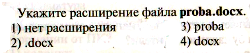 Укажите расширение файла proba.docx.
1) нет расширения 3) proba
2) .docx 4) docx